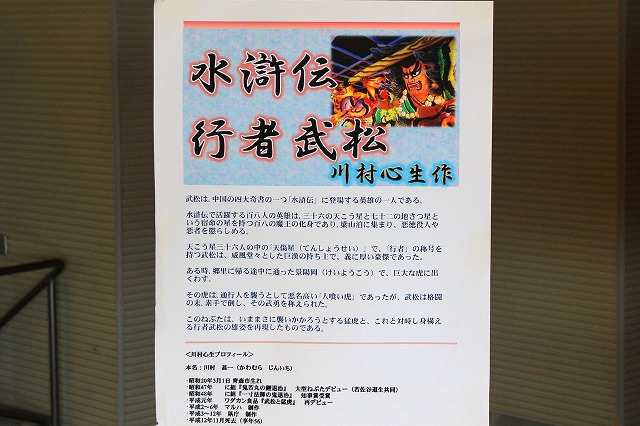 水滸伝
行者 武松
川村心生作
武松は、中国の四大奇書の一つ「水滸伝」に登場する英雄の一人である。
水滸伝で活躍する百八人の英雄は、三十六の天こう星と七十二の地さつ星と
いう宿命の星を持つ百八の魔王の化身であり、梁山泊に集まり、悪徳役人や
悪者を懲らしめる。
天こう星三十六人の中の「天傷星（てんしょうせい）」で、「行者」の称号を
持つ武松は、威風堂々とした巨漢の持ち主で、義に厚い豪傑であった。
ある時、郷里に帰る途中に通った景陽岡（けいようこう）で、巨大な虎に出
くわす。
その虎は、通行人を襲うとして悪名高い「人喰い虎」であったが、武松は格闘
の末、素手で倒し、その武勇を称えられた。
このねぶたは、いままさに襲いかかろうとする猛虎と、これと対峙し身構え
る行者武松の雄姿を再現したものである。
＜川村心生プロフィール＞
本名：川村 甚一（かわむら じんいち）
・昭和20年3月1日 青森市生れ
・昭和47年 に組『鬼若丸の鯉退治』 大型ねぶたデビュー（若佐谷道生共同）
・昭和48年 に組『一寸法師の鬼退治』 知事賞受賞
・平成元年 ワダカン食品『武松と猛虎』 再デビュー
・平成2～6年 マルハ 制作
・平成3～12年 県庁 制作
・平成12年11月死去（享年56）